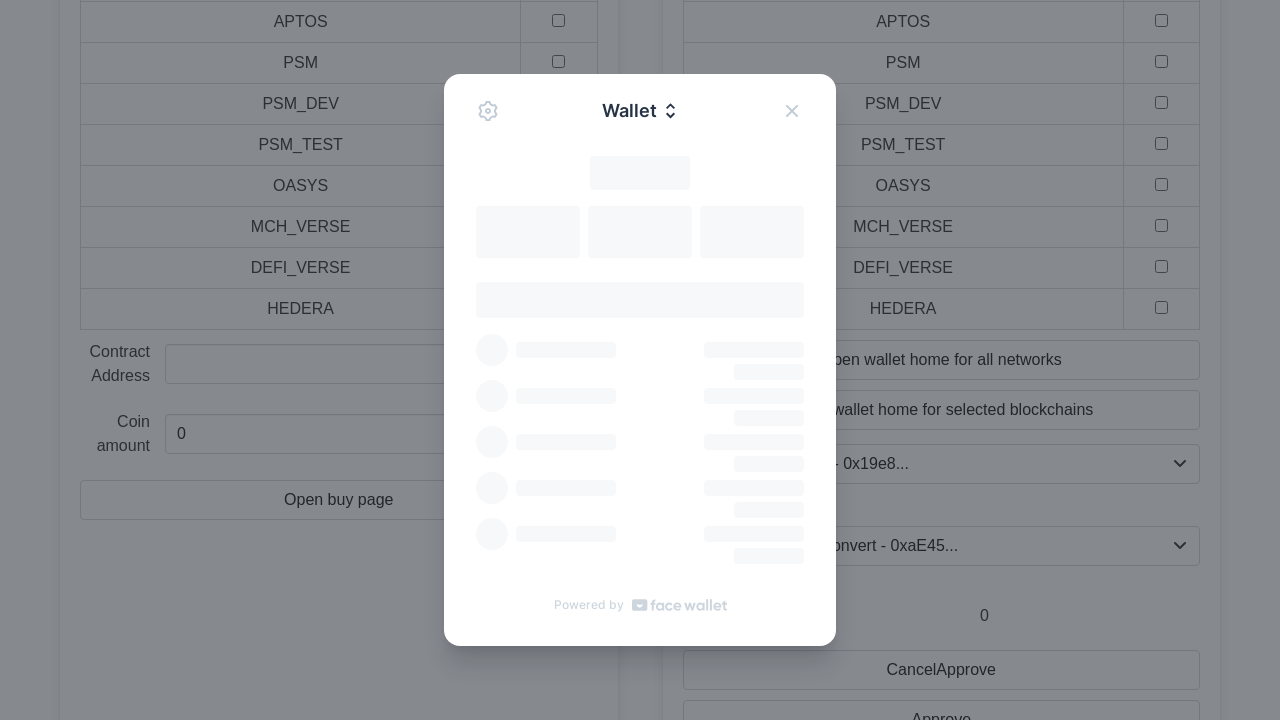 APTOS
PSM
PSM_DEV
PSM_TEST
OASYS
MCH_VERSE
DEFI_VERSE
HEDERA
Contract
Address
Coin
amount
0
Open buy page
Wallet
Powered by face wallet
APTOS
PSM
PSM_DEV
PSM_TEST
OASYS
MCH_VERSE
DEFI_VERSE
HEDERA
wallet home for all networks
wallet home for selected blockchains
- 0x19e8...
- 0xaE45...
0
CancelApprove
Approve